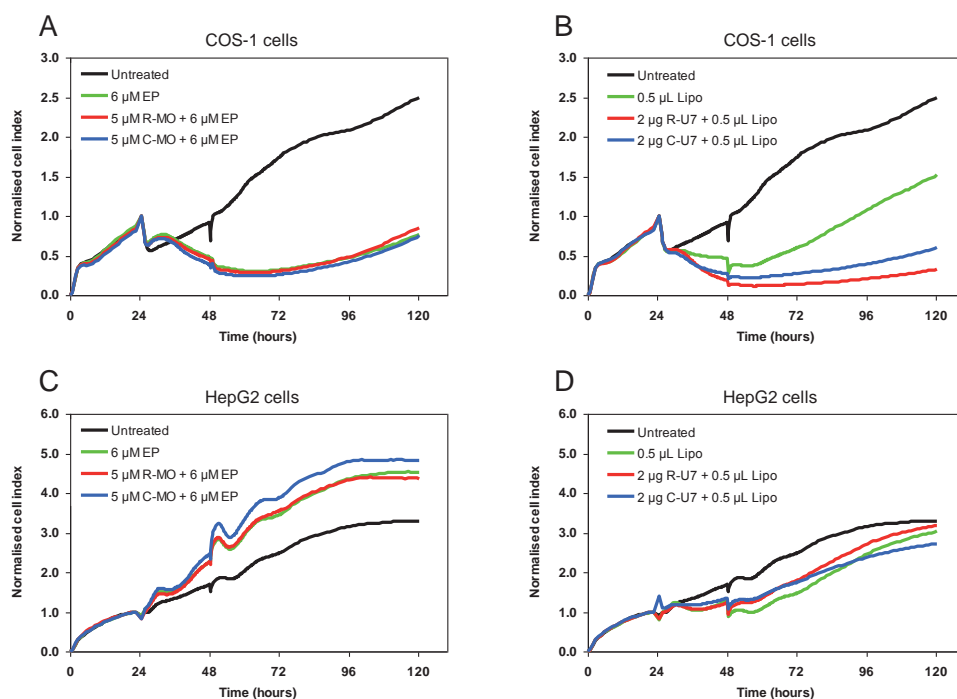 A
COS-1 cells
Normalised cell index
3.0
2.5
2.0
1.5
1.0
0.5
0.0
Untreated
6 µM EP
5 µM R-MO + 6 µM EP
5 µM C-MO + 6 µM EP
0 24 48 72 96 120
Time (hours)
B
COS-1 cells
Normalised cell index
3.0
2.5
2.0
1.5
1.0
0.5
0.0
Untreated
0.5 µL Lipo
2 µg R-U7 + 0.5 µL Lipo
2 µg C-U7 + 0.5 µL Lipo
0 24 48 72 96 120
Time (hours)
C
HepG2 cells
Normalised cell index
6.0
5.0
4.0
3.0
2.0
1.0
0.0
Untreated
6 µM EP
5 µM R-MO + 6 µM EP
5 µM C-MO + 6 µM EP
0 24 48 72 96 120
Time (hours)
D
HepG2 cells
Normalised cell index
6.0
5.0
4.0
3.0
2.0
1.0
0.0
Untreated
0.5 µL Lipo
2 µg R-U7 + 0.5 µL Lipo
2 µg C-U7 + 0.5 µL Lipo
0 24 48 72 96 120
Time (hours)